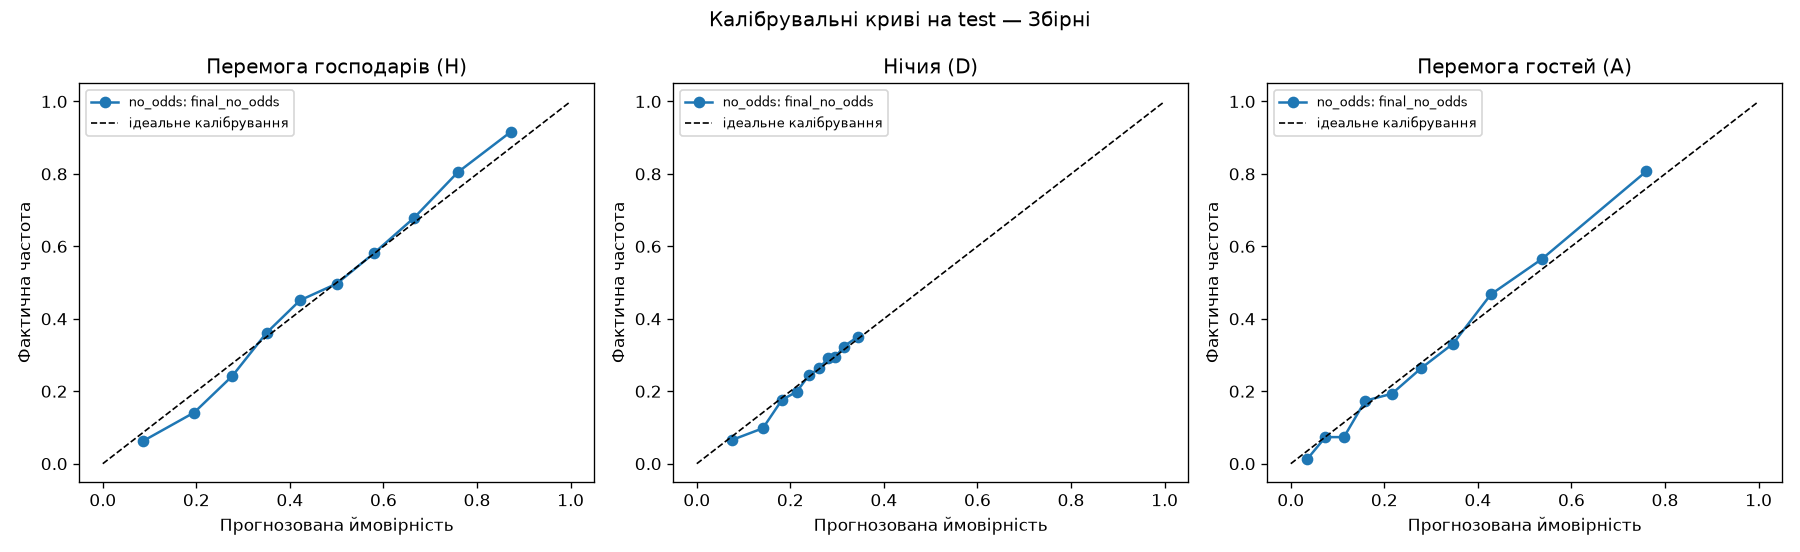 Калібрувальні криві на test — Збірні
Перемога господарів (H)
no_odds: final_no_odds
ідеальне калібрування
1.0
0.8
0.6
0.4
0.2
0.0
Фактична частота
0.0 0.2 0.4 0.6 0.8 1.0
Прогнозована ймовірність
Нічия (D)
no_odds: final_no_odds
ідеальне калібрування
1.0
0.8
0.6
0.4
0.2
0.0
Фактична частота
0.0 0.2 0.4 0.6 0.8 1.0
Прогнозована ймовірність
Перемога гостей (A)
no_odds: final_no_odds
ідеальне калібрування
1.0
0.8
0.6
0.4
0.2
0.0
Фактична частота
0.0 0.2 0.4 0.6 0.8 1.0
Прогнозована ймовірність